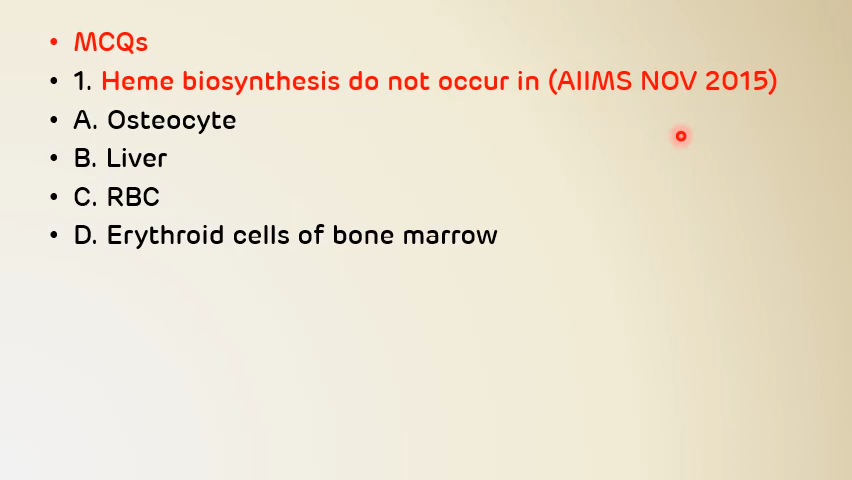 • MCQs
• 1. Heme biosynthesis do not occur in (AIIMS NOV 2015)
• A. Osteocyte
• B. Liver
• C. RBC
• D. Erythroid cells of bone marrow